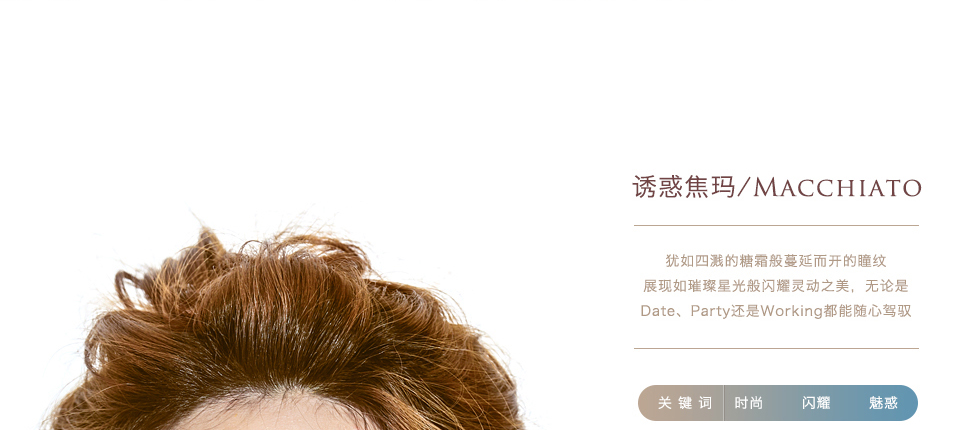 诱惑焦玛/MACCHIATO
犹如四溅的糖霜般蔓延而开的瞳纹
展现如璀璨星光般闪耀灵动之美，无论是
Date、Party还是Working都能随心驾驭
关键词 时尚 闪耀 魅惑